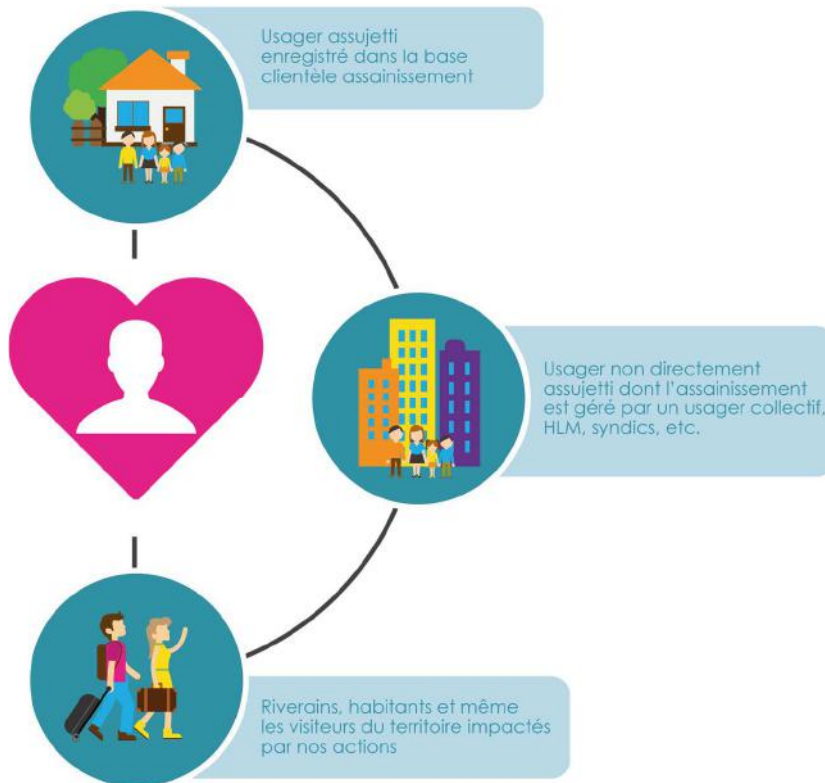 Usager assujetti
enregistré dans la base
clientèle assainissement
Usager non directement
assujetti dont l'assainissement
est géré par un usager collectif,
HLM, syndics, etc.
Riverains, habitants et même
les visiteurs du territoire impactés
par nos actions